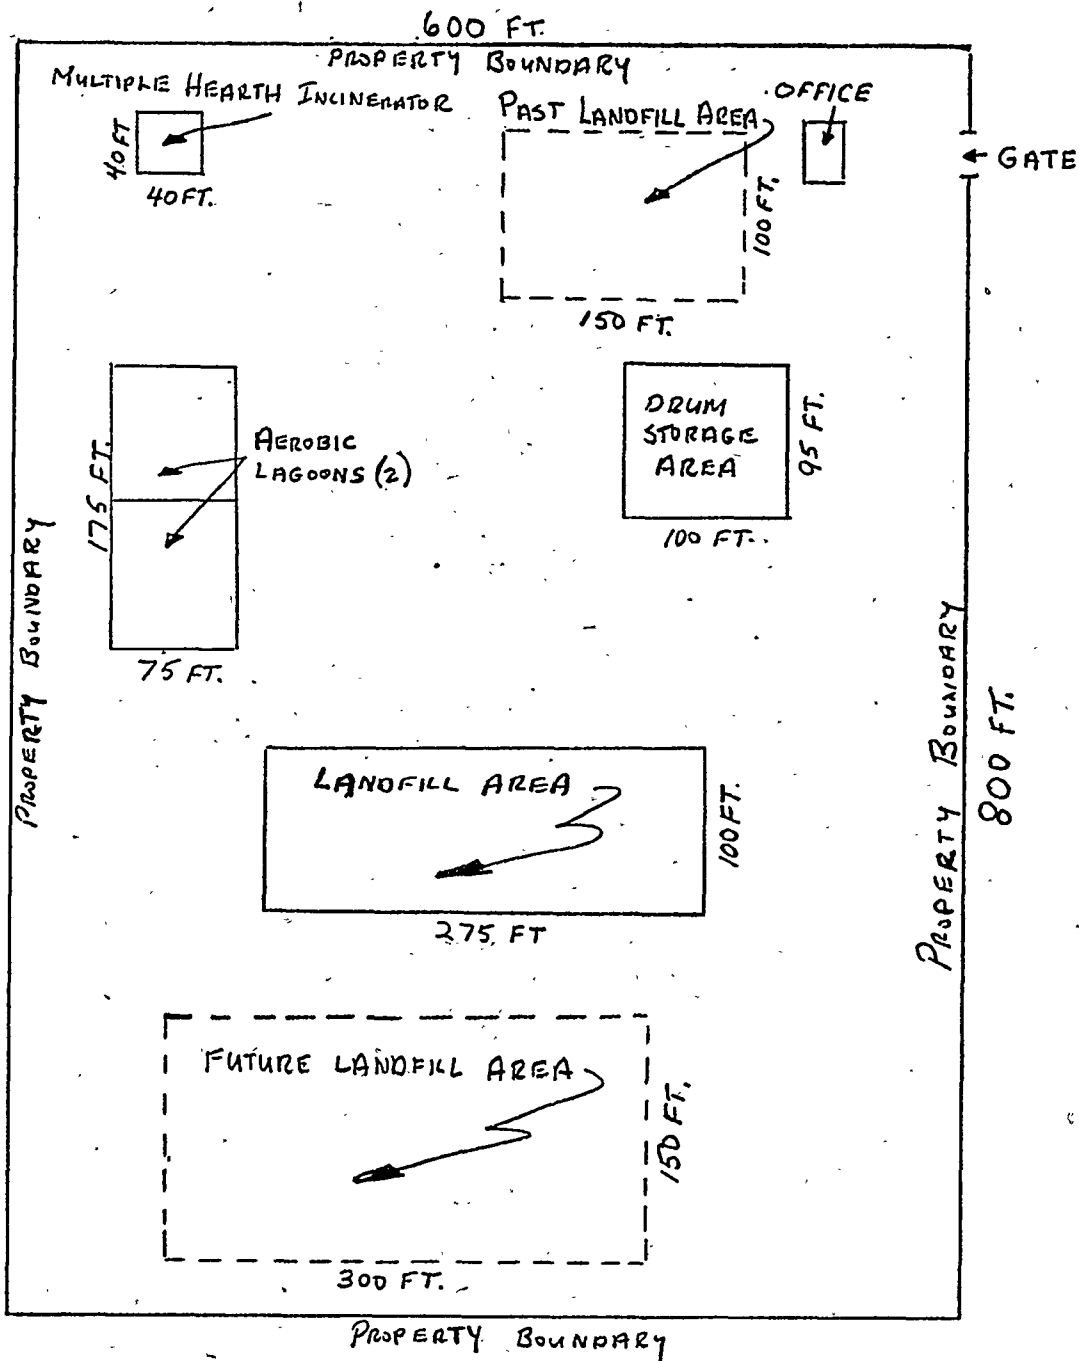 600 FT.
PROPERTY BOUNDARY
MULTIPLE HEARTH INCINERATOR
PAST LANDFILL AREA
OFFICE
GATE
40 FT
40 FT.
100 FT.
150 FT.
DRUM
STORAGE
AREA
95 FT.
100 FT.
AEROBIC
LAGOONS (2)
175 FT.
75 FT.
PROPERTY BOUNDARY
PROPERTY BOUNDARY
800 FT.
LANDFILL AREA
100 FT.
275 FT
FUTURE LANDFILL AREA
150 FT.
300 FT.
PROPERTY BOUNDARY